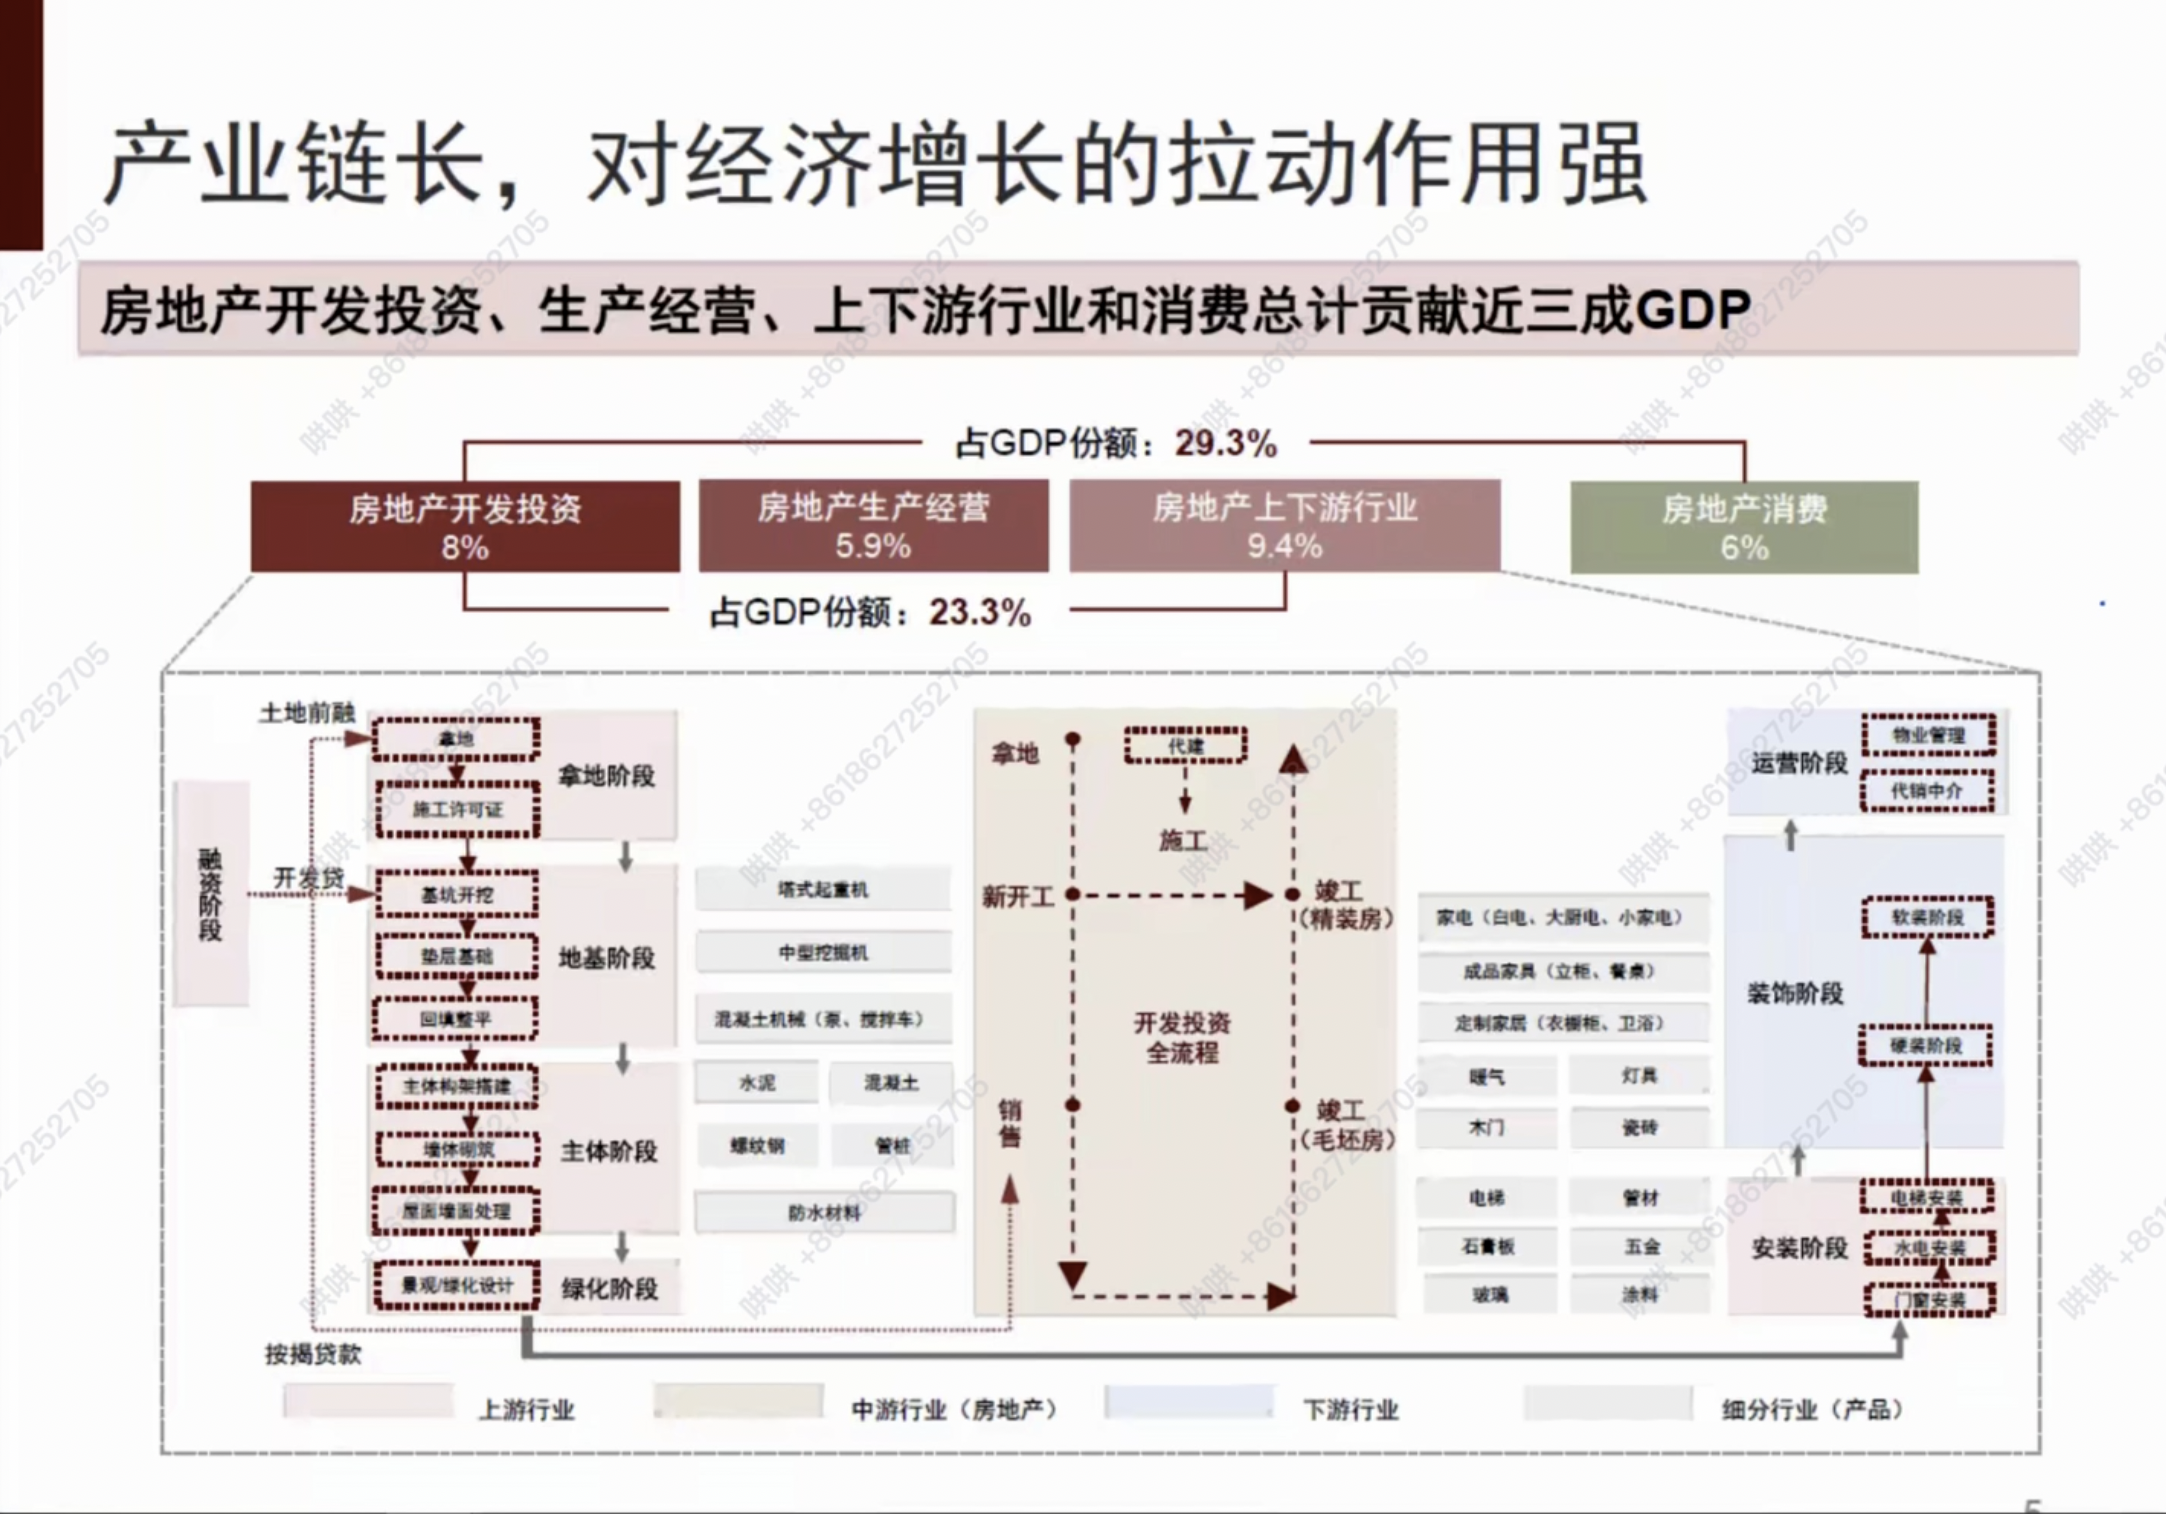 产业链长，对经济增长的拉动作用强
房地产开发投资、生产经营、上下游行业和消费总计贡献近三成GDP
占GDP份额：29.3%
房地产开发投资
8%
房地产生产经营
5.9%
房地产上下游行业
9.4%
房地产消费
6%
占GDP份额：23.3%
融资阶段
土地前融
开发贷
按揭贷款
拿地
施工许可证
拿地阶段
基坑开挖
垫层基础
回填整平
地基阶段
主体构架搭建
墙体砌筑
屋面墙面处理
主体阶段
景观/绿化设计
绿化阶段
塔式起重机
中型挖掘机
混凝土机械（泵、搅拌车）
水泥
混凝土
螺纹钢
管桩
防水材料
拿地
代建
施工
新开工
竣工
（精装房）
开发投资
全流程
销售
竣工
（毛坯房）
家电（白电、大厨电、小家电）
成品家具（立柜、餐桌）
定制家居（衣橱柜、卫浴）
暖气
灯具
木门
瓷砖
电梯
管材
石膏板
五金
玻璃
涂料
运营阶段
物业管理
代销中介
装饰阶段
软装阶段
硬装阶段
安装阶段
电梯安装
水电安装
门窗安装
上游行业
中游行业（房地产）
下游行业
细分行业（产品）
5
哄哄 +8618627252705